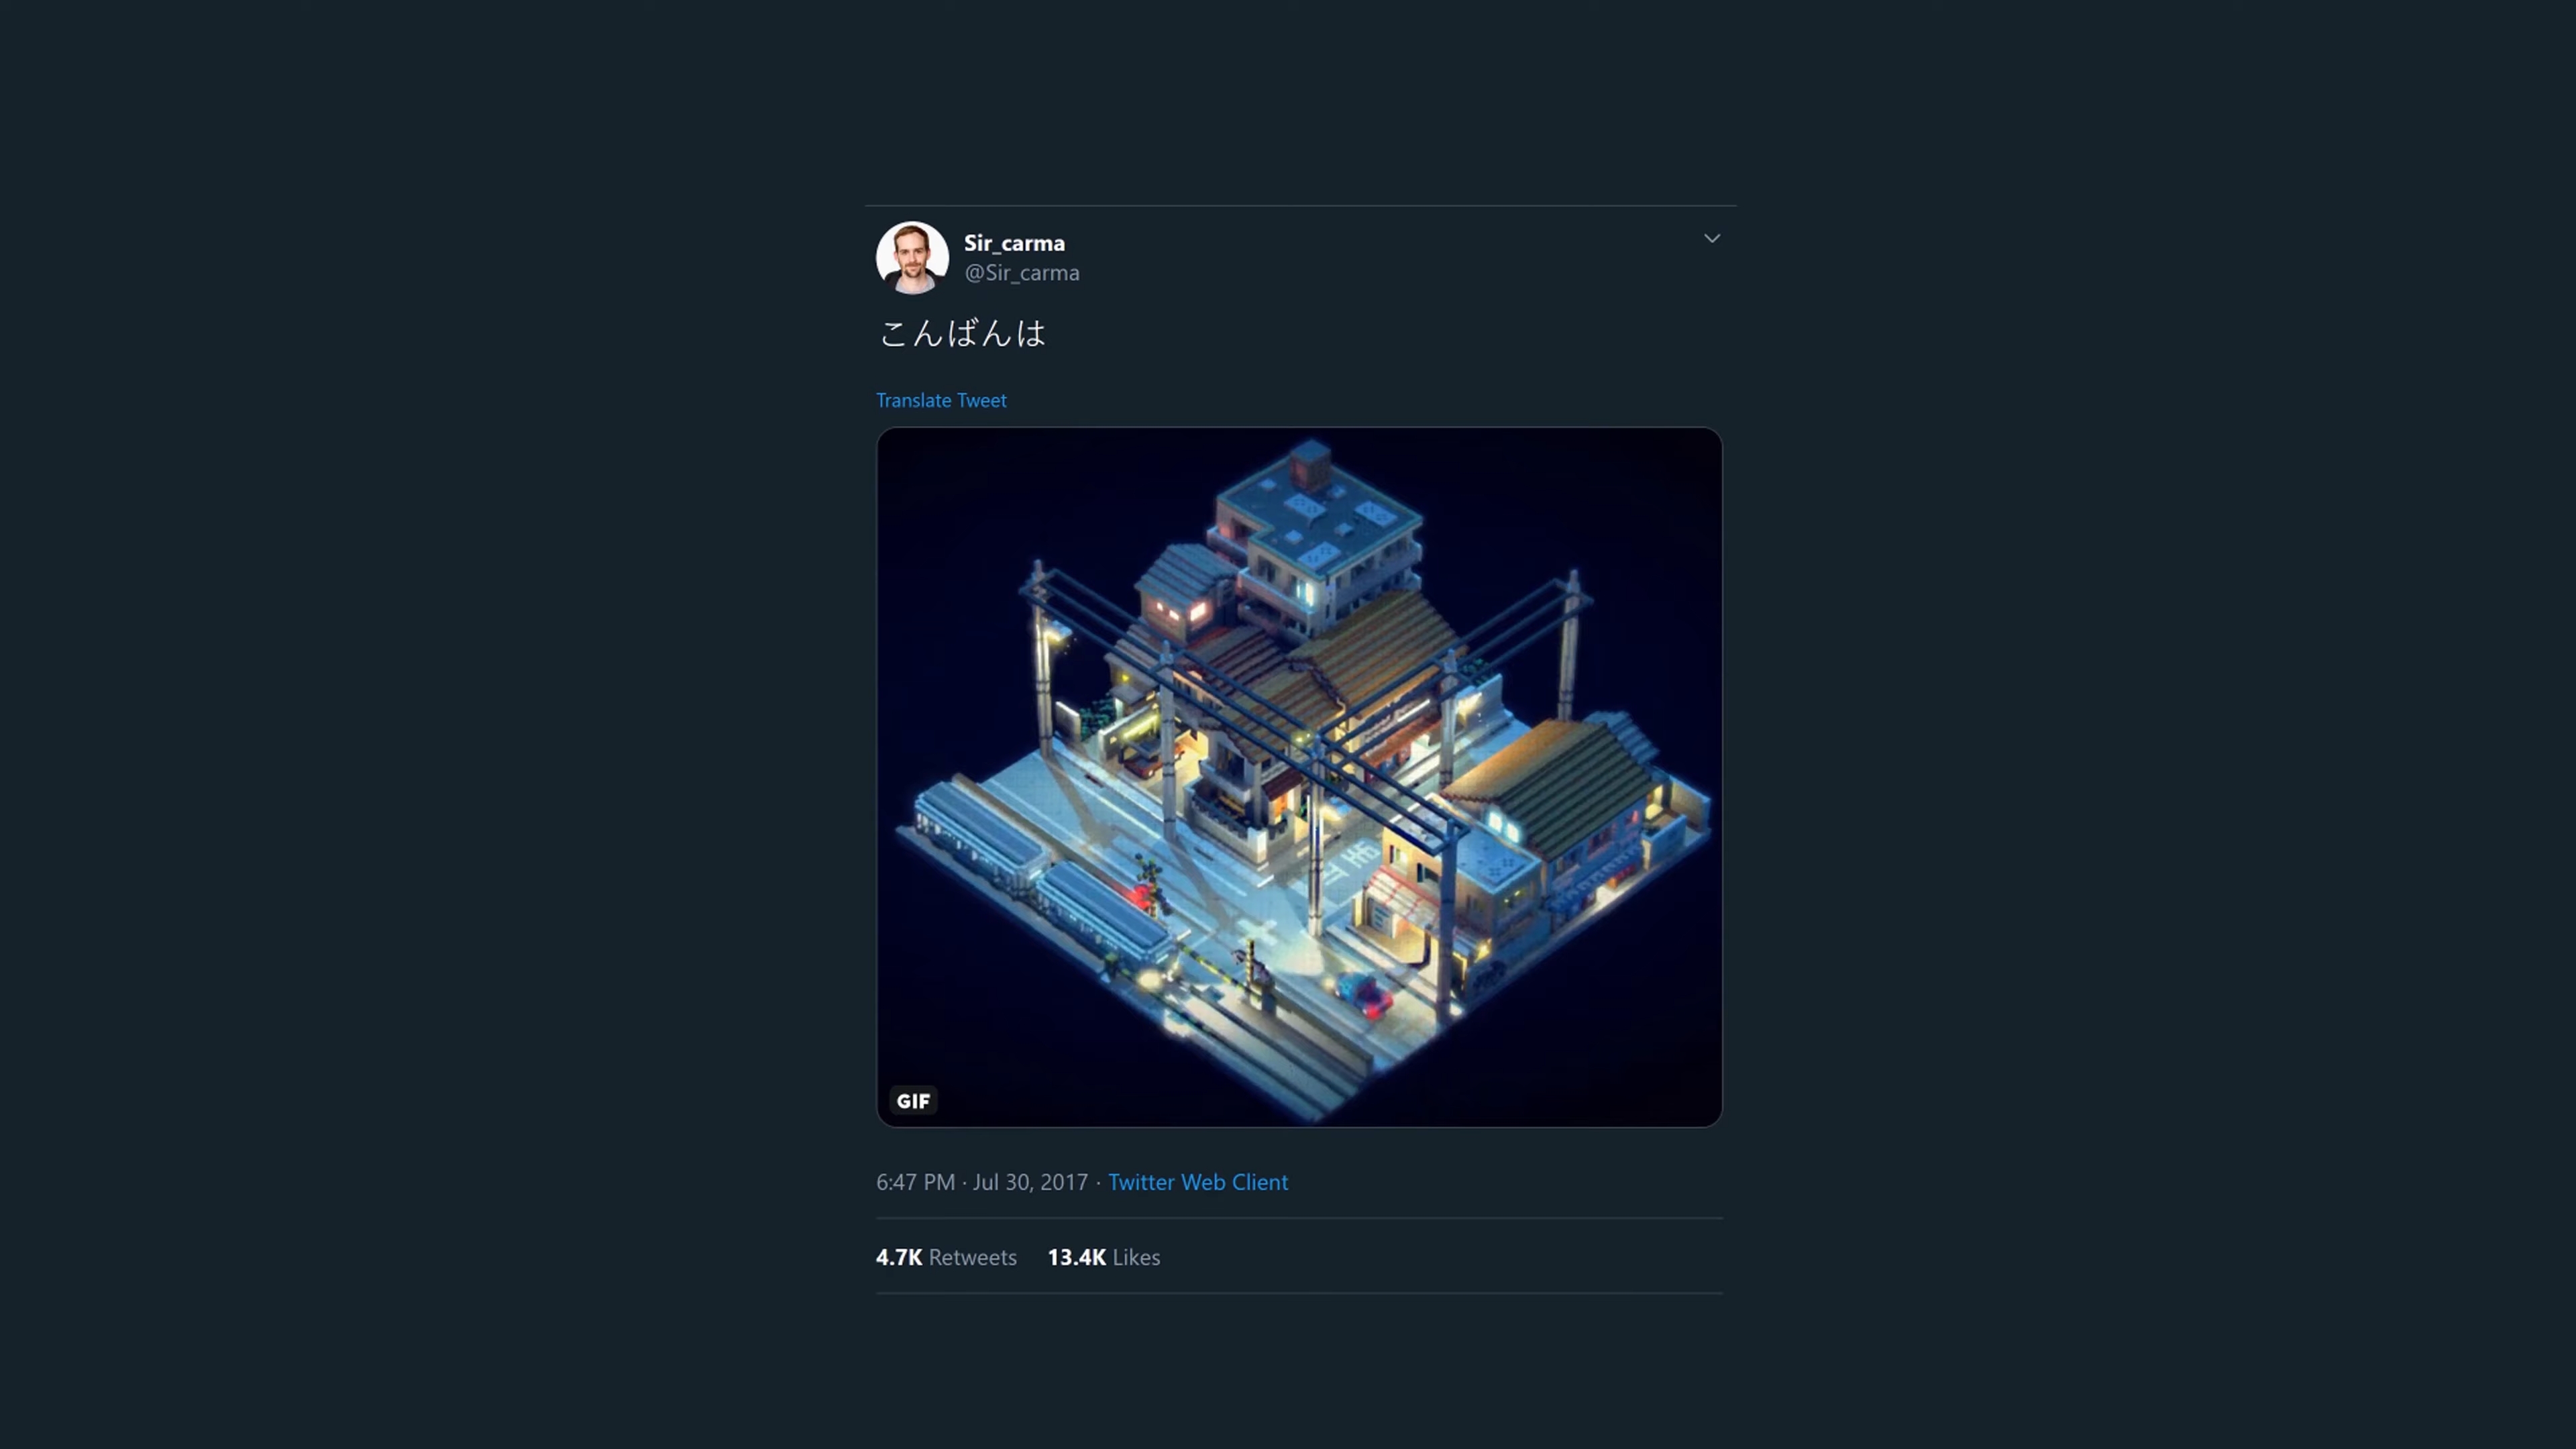 Sir_carma
@Sir_carma
こんばんは
Translate Tweet
GIF
6:47 PM · Jul 30, 2017 · Twitter Web Client
4.7K Retweets 13.4K Likes